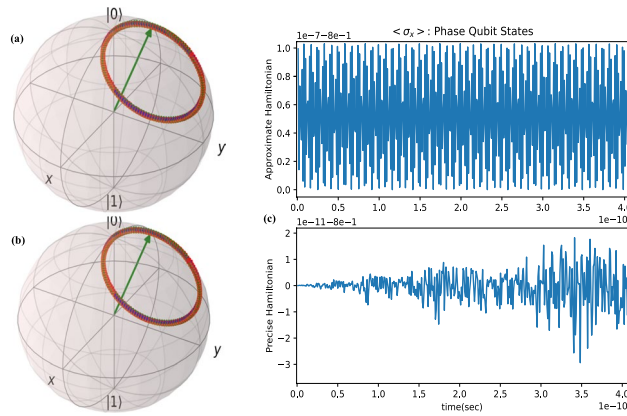 (a)
|0⟩
x
y
|1⟩
(b)
|0⟩
x
y
|1⟩
<σx>: Phase Qubit States
1e-7-8e-1
Approximate Hamiltonian
1.0
0.8
0.6
0.4
0.2
0.0
0.0 0.5 1.0 1.5 2.0 2.5 3.0 3.5 4.0
1e-10
(c)
1e-11-8e-1
Precise Hamiltonian
2
1
0
−1
−2
−3
0.0 0.5 1.0 1.5 2.0 2.5 3.0 3.5 4.0
time(sec)
1e-10